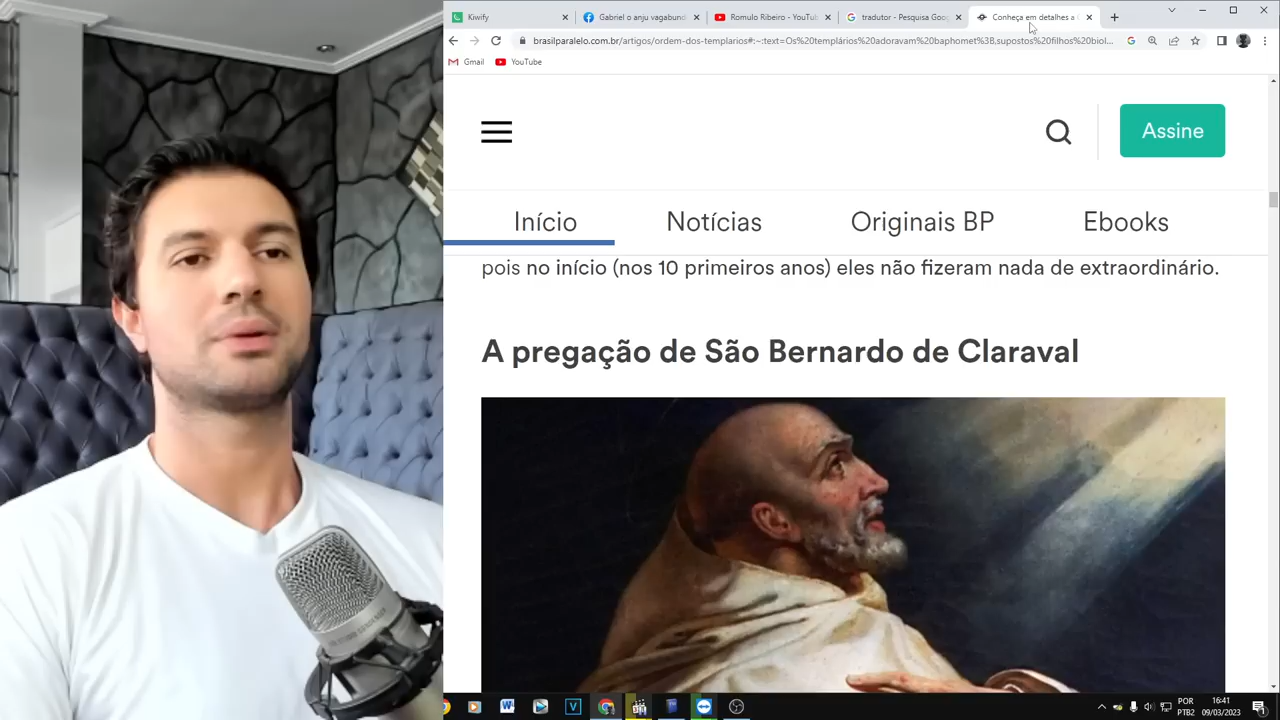 Kiwify
Gabriel o anju vagabund
Romulo Ribeiro - YouTu
tradutor - Pesquisa Goo
Conheça em detalhes a
brasilparalelo.com.br/artigos/ordem-dos-templarios#:~:text=Os%20templários%20adoravam%20baphomet%3B,supostos%20filhos%20biol...
Gmail
YouTube
Assine
Início
Notícias
Originais BP
Ebooks
pois no início (nos 10 primeiros anos) eles não fizeram nada de extraordinário.
A pregação de São Bernardo de Claraval
POR
PTB2
16:41
09/03/2023